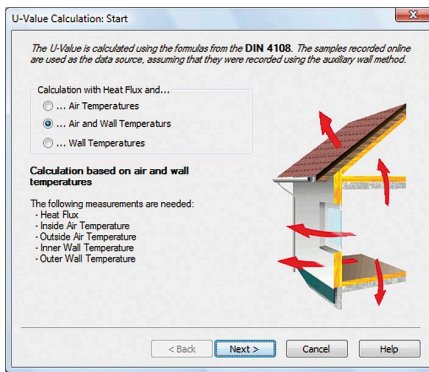 U-Value Calculation: Start
The U-Value is calculated using the formulas from the DIN 4108. The samples recorded online
are used as the data source, assuming that they were recorded using the auxiliary wall method.
Calculation with Heat Flux and...
... Air Temperatures
... Air and Wall Temperaturs
... Wall Temperatures
Calculation based on air and wall
temperatures
The following measurements are needed:
- Heat Flux
- Inside Air Temperature
- Outside Air Temperature
- Inner Wall Temperature
- Outer Wall Temperature
< Back Next > Cancel Help